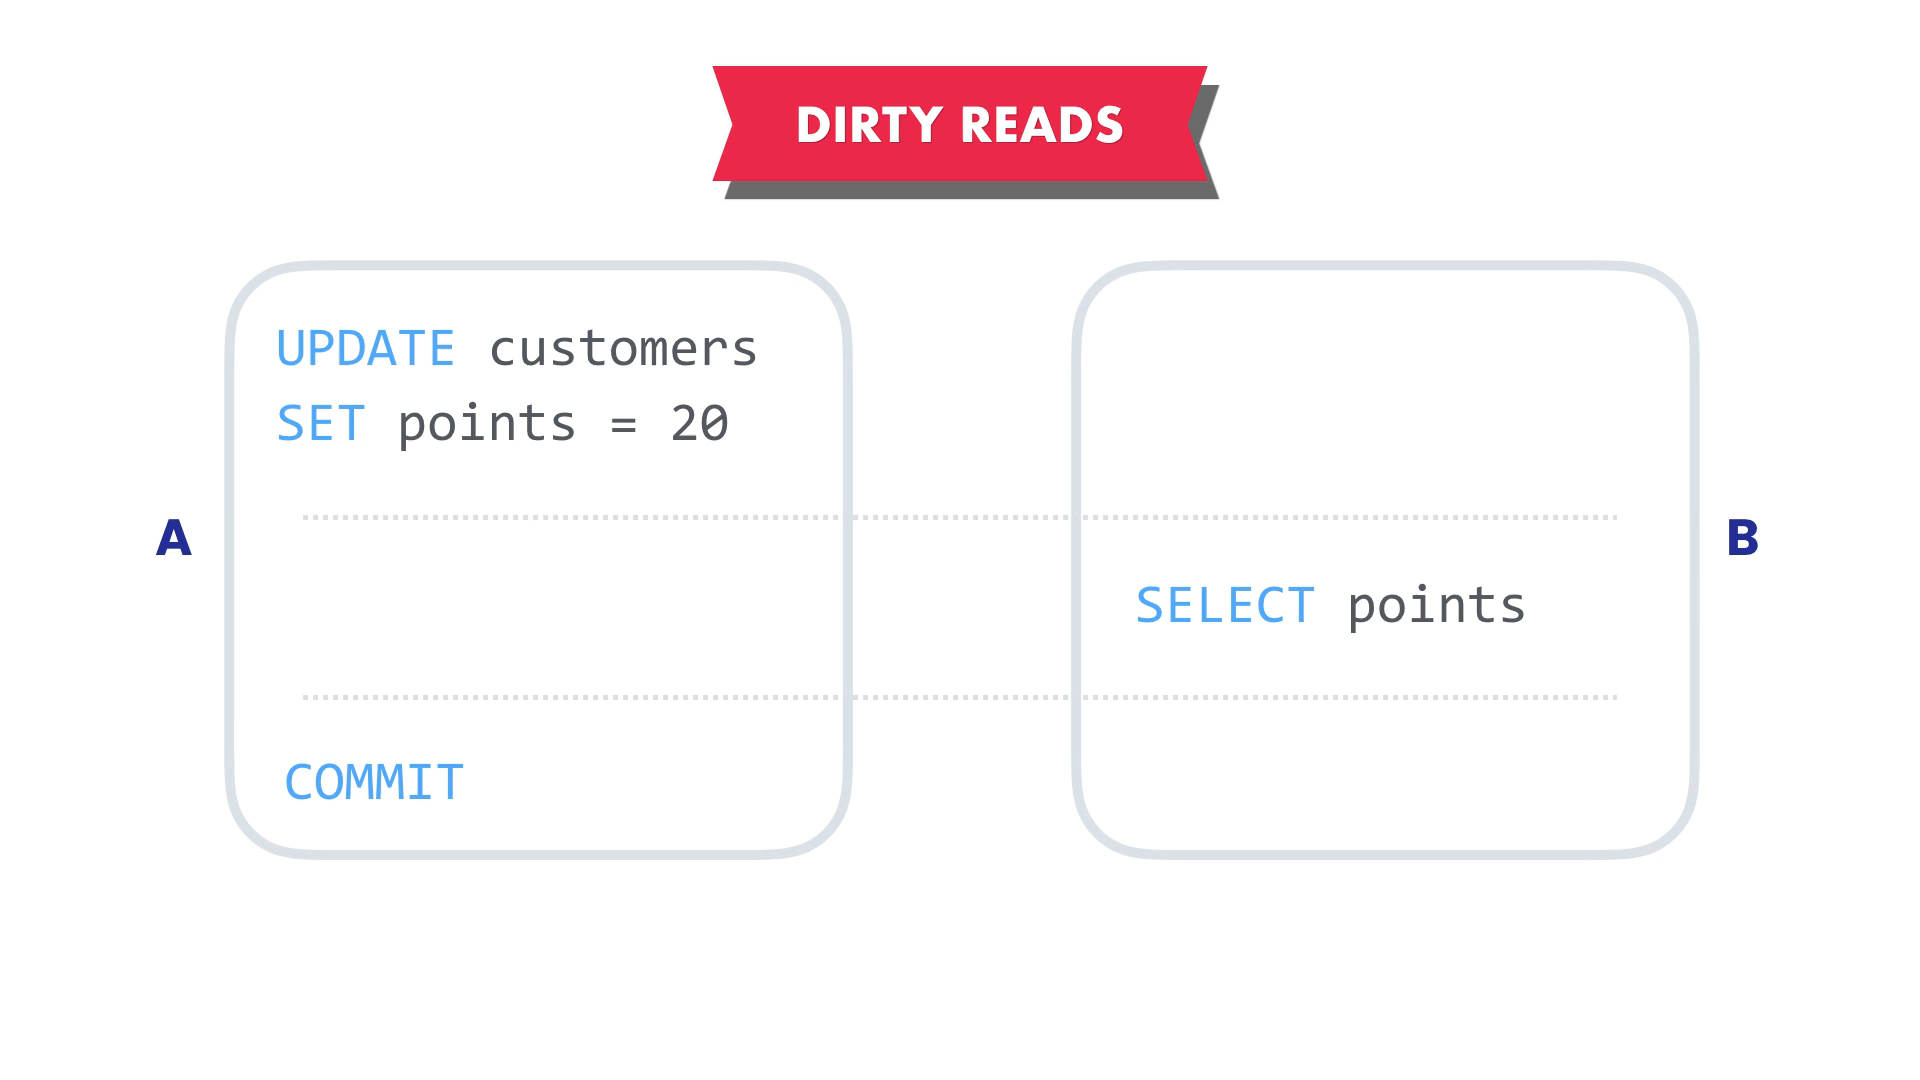 DIRTY READS
UPDATE customers
SET points = 20
A
B
SELECT points
COMMIT